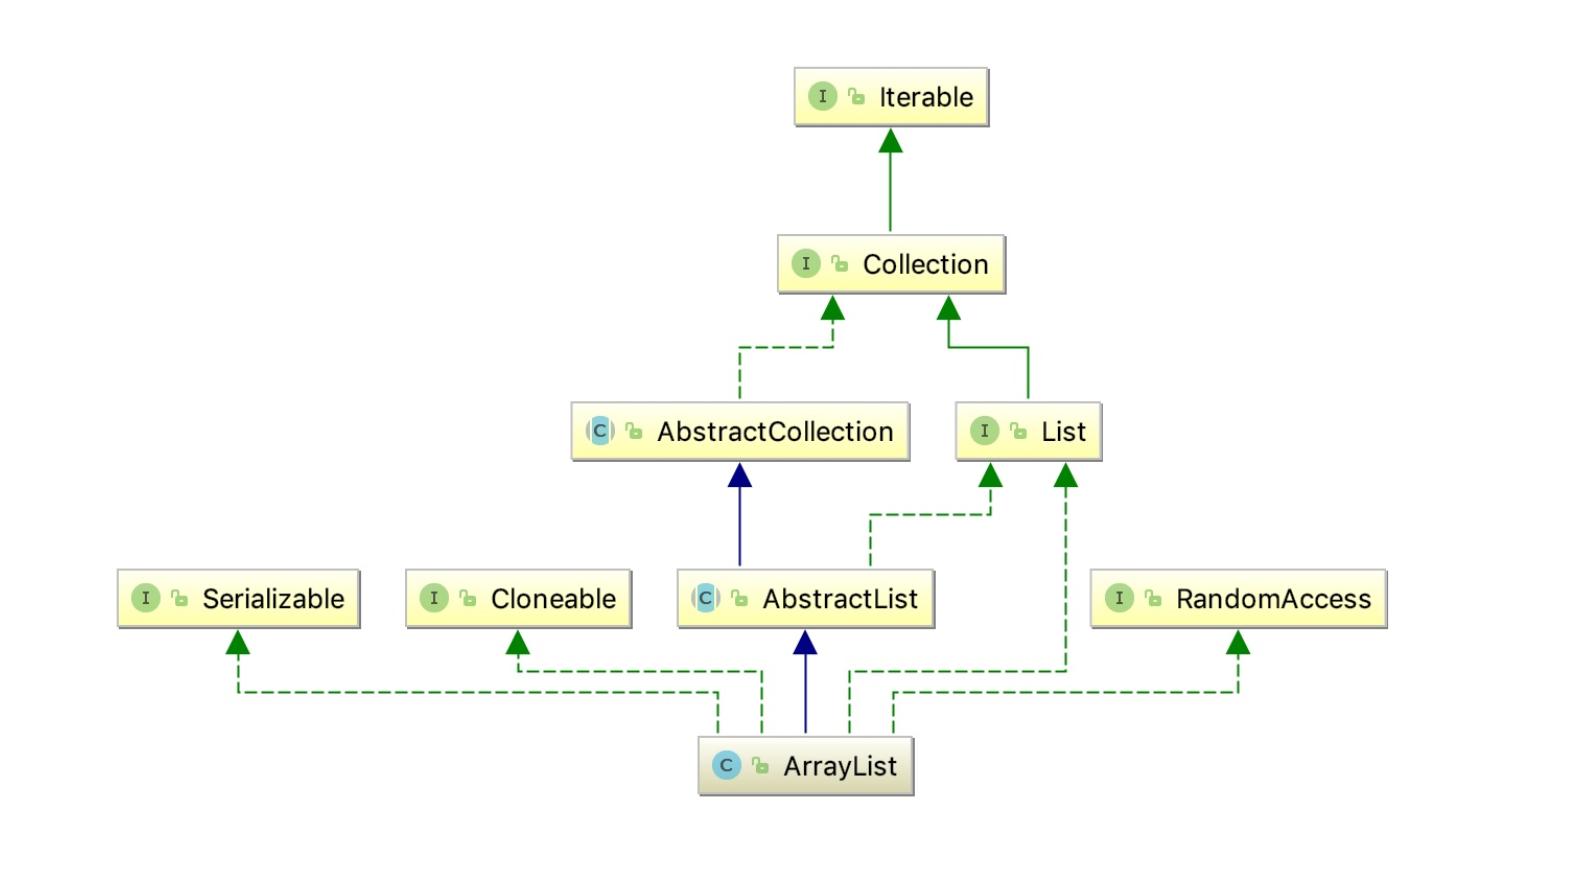 I Iterable
I Collection
C AbstractCollection
I List
I Serializable
I Cloneable
C AbstractList
I RandomAccess
C ArrayList